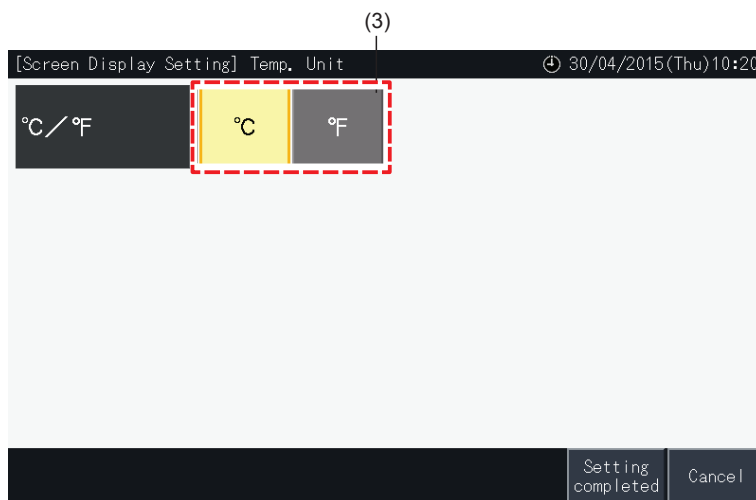 (3)
[Screen Display Setting] Temp. Unit 30/04/2015(Thu)10:20
℃/℉ ℃ ℉
Setting
completed
Cancel